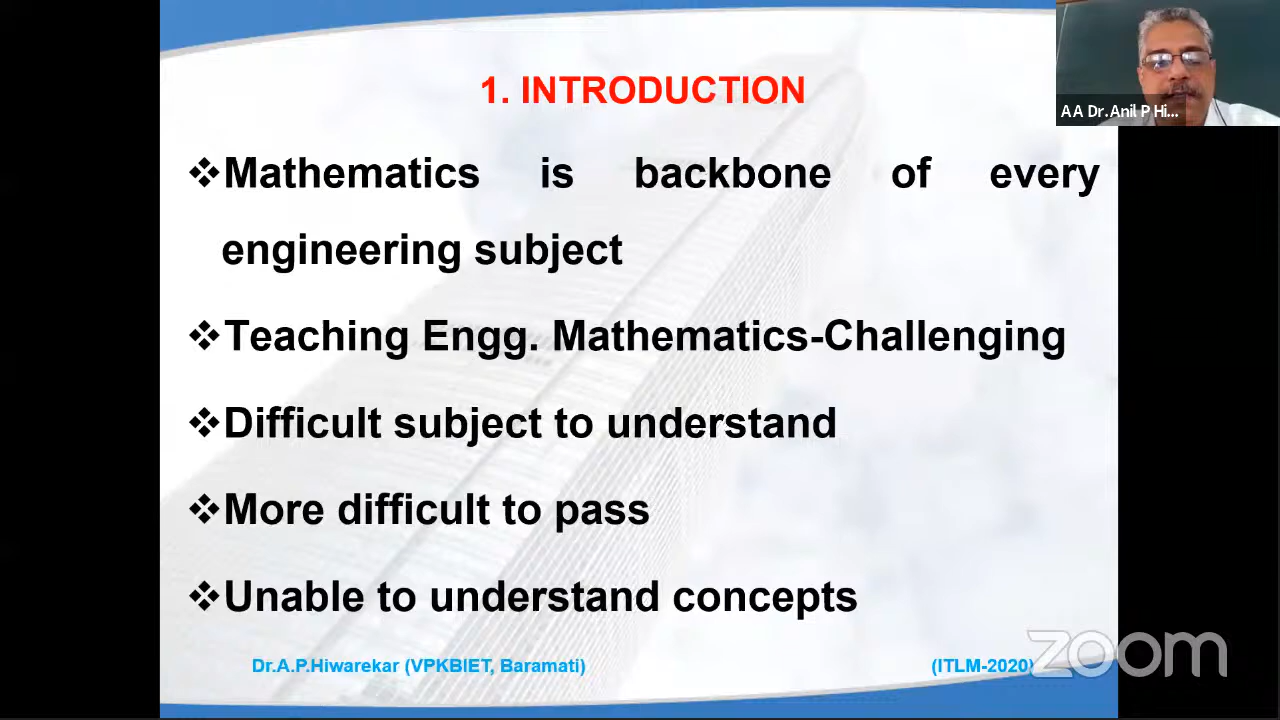 1. INTRODUCTION
AA Dr.Anil P Hi...
❖Mathematics is backbone of every
engineering subject
❖Teaching Engg. Mathematics-Challenging
❖Difficult subject to understand
❖More difficult to pass
❖Unable to understand concepts
Dr.A.P.Hiwarekar (VPKBIET, Baramati) (ITLM-2020)
zoom